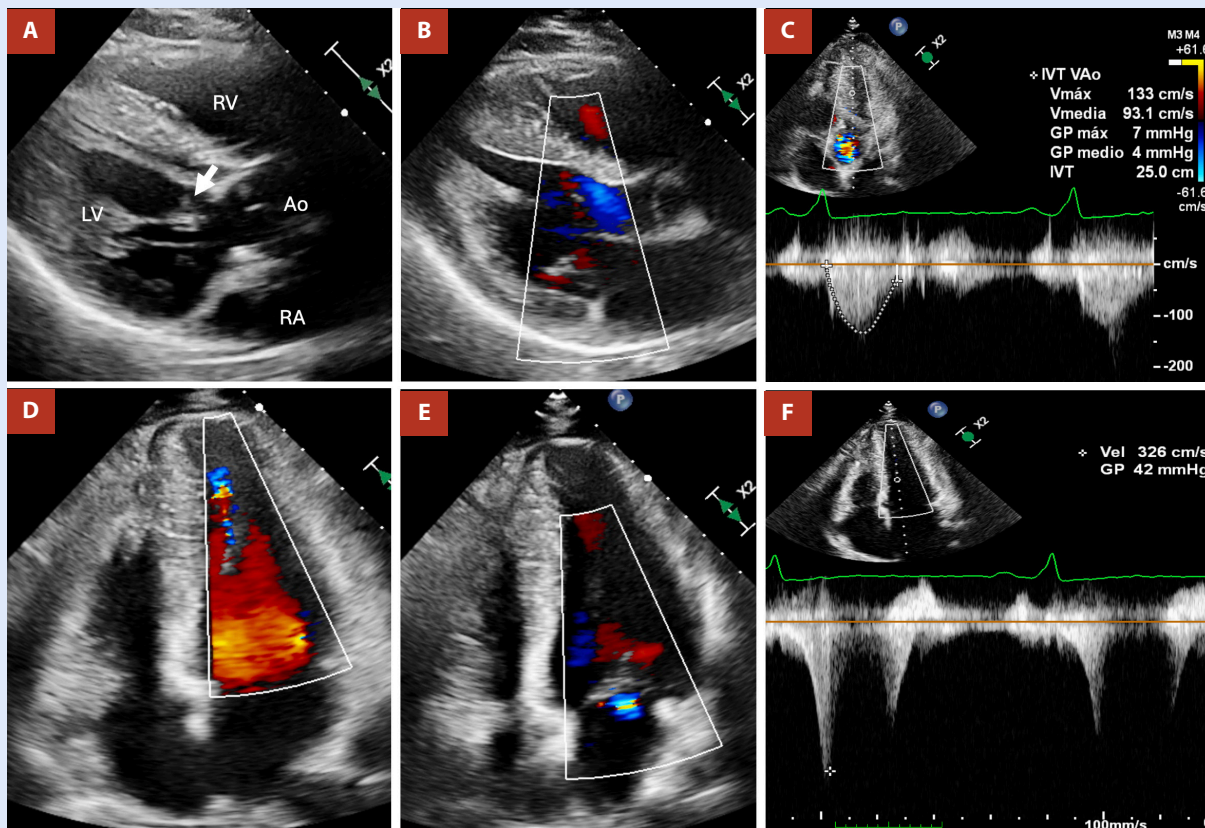 A
X2
RV
LV
Ao
RA
B
X2
C
P
X2
M3 M4
+61.6
IVT VAo
Vmáx 133 cm/s
Vmedia 93.1 cm/s
GP máx 7 mmHg
GP medio 4 mmHg
IVT 25.0 cm
-61.6
cm/s
cm/s
-100
-200
D
E
P
X2
F
P
X2
Vel 326 cm/s
GP 42 mmHg
100mm/s